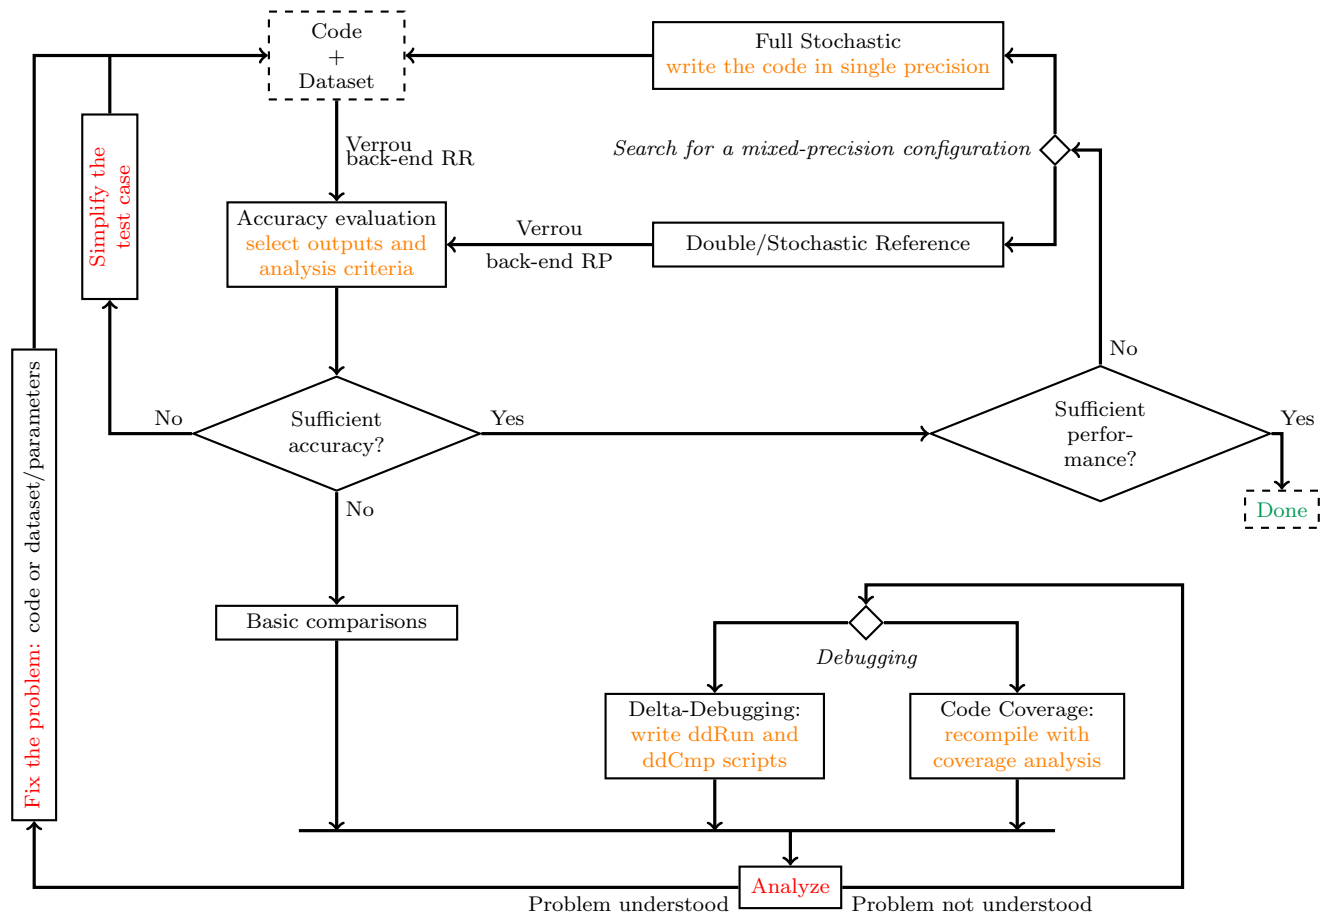 Code
+
Dataset
Full Stochastic
write the code in single precision
Verrou
back-end RR
Search for a mixed-precision configuration
Simplify the
test case
Accuracy evaluation
select outputs and
analysis criteria
Verrou
back-end RP
Double/Stochastic Reference
No
Sufficient
accuracy?
Yes
No
No
Sufficient
perfor-
mance?
Yes
Done
Fix the problem: code or dataset/parameters
Basic comparisons
Debugging
Delta-Debugging:
write ddRun and
ddCmp scripts
Code Coverage:
recompile with
coverage analysis
Analyze
Problem understood
Problem not understood